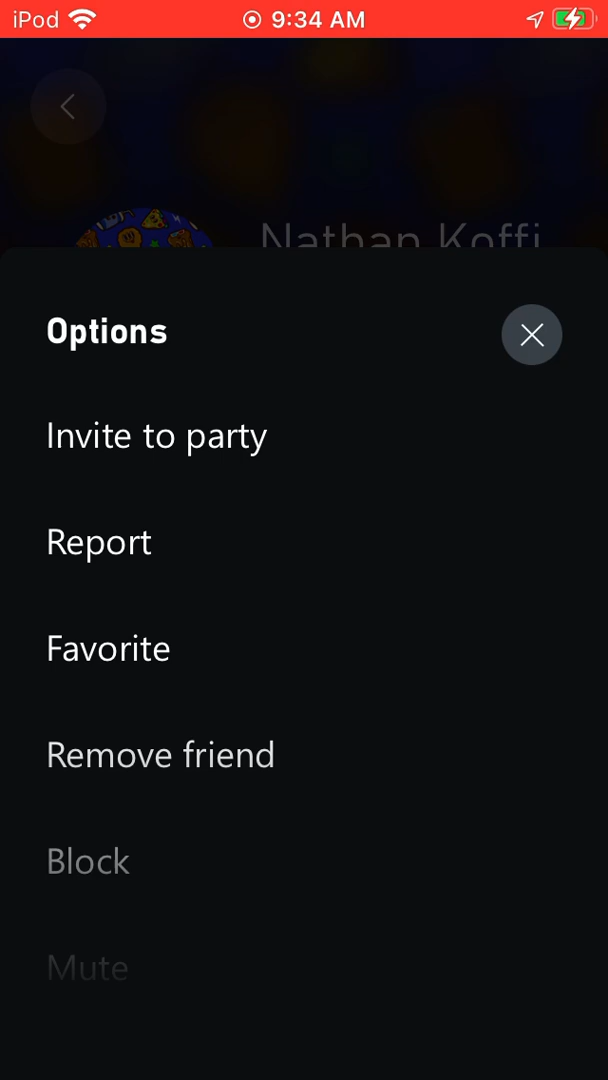 iPod 9:34 AM
Nathan Koffi
Options
Invite to party
Report
Favorite
Remove friend
Block
Mute